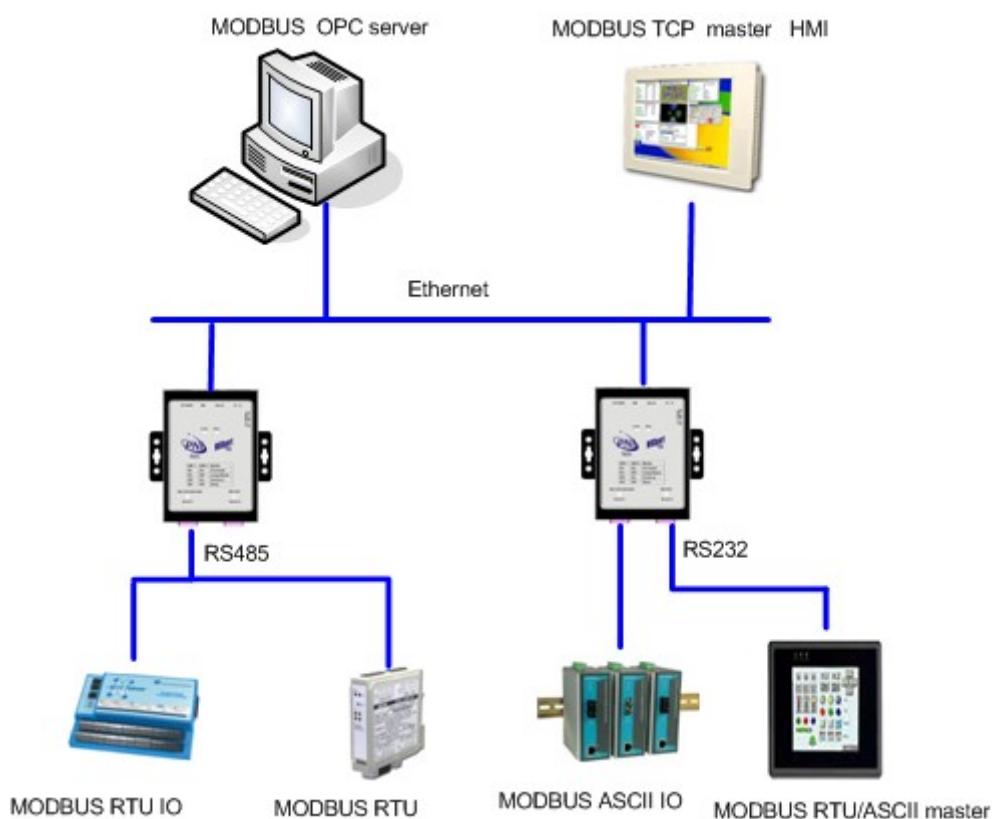 MODBUS OPC server
MODBUS TCP master HMI
Ethernet
RS485
RS232
MODBUS RTU IO
MODBUS RTU
MODBUS ASCII IO
MODBUS RTU/ASCII master